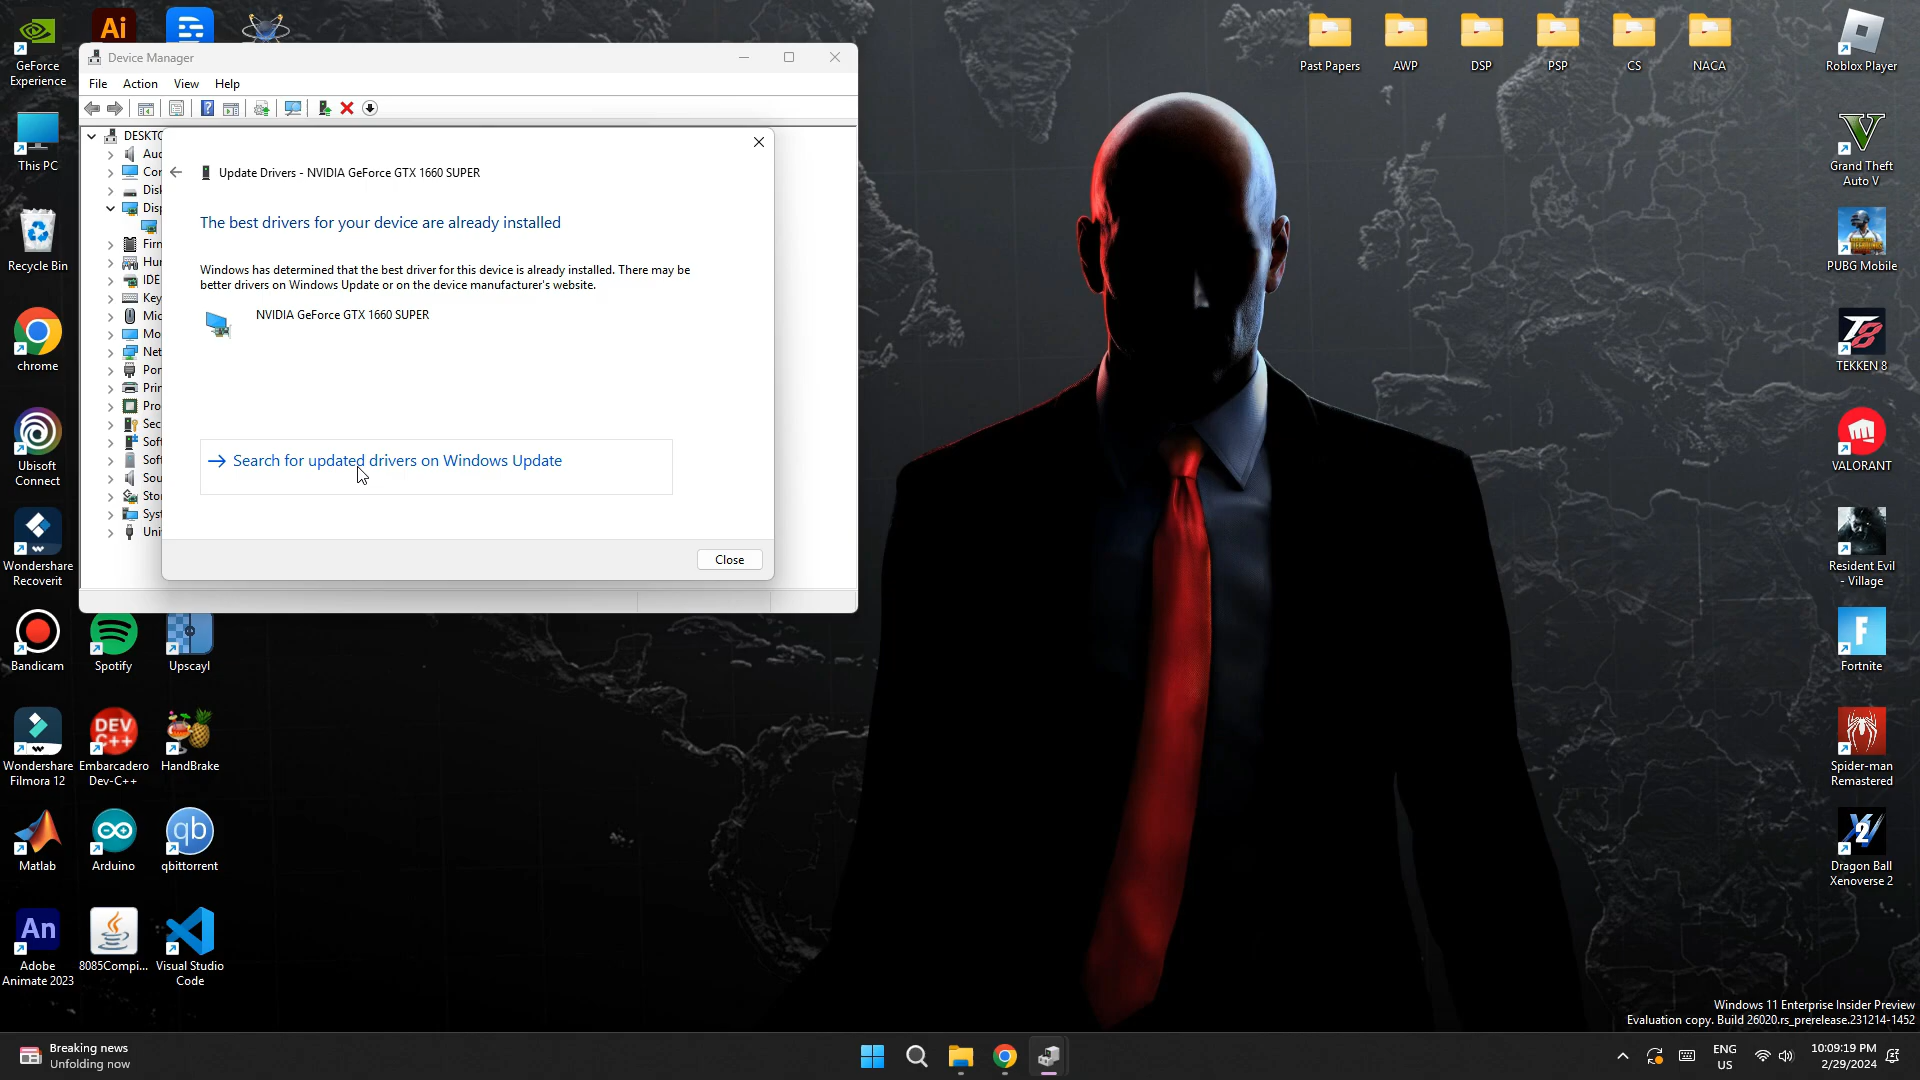 GeForce
Experience
This PC
Recycle Bin
chrome
Ubisoft
Connect
Wondershare
Recoverit
Bandicam
Spotify
Upscayl
Wondershare
Filmora 12
DEV
C++
Embarcadero
Dev-C++
HandBrake
Matlab
Arduino
qb
qbittorrent
An
Adobe
Animate 2023
8085Compi...
Visual Studio
Code
Ai
Device Manager
File Action View Help
DESKTO
Aud
Con
Disk
Disp
Firn
Hur
IDE
Key
Mic
Mo
Net
Por
Prin
Pro
Sec
Soft
Soft
Sou
Stor
Syst
Uni
Update Drivers - NVIDIA GeForce GTX 1660 SUPER
The best drivers for your device are already installed
Windows has determined that the best driver for this device is already installed. There may be
better drivers on Windows Update or on the device manufacturer's website.
NVIDIA GeForce GTX 1660 SUPER
Search for updated drivers on Windows Update
Close
Past Papers
AWP
DSP
PSP
CS
NACA
Roblox Player
Grand Theft
Auto V
PUBG Mobile
T8
TEKKEN 8
VALORANT
Resident Evil
- Village
F
Fortnite
Spider-man
Remastered
Dragon Ball
Xenoverse 2
Windows 11 Enterprise Insider Preview
Evaluation copy. Build 26020.rs_prerelease.231214-1452
Breaking news
Unfolding now
ENG
US
10:09:19 PM
2/29/2024